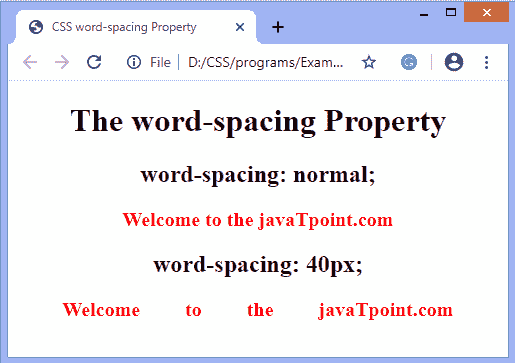 CSS word-spacing Property
File D:/CSS/programs/Exam...
The word-spacing Property
word-spacing: normal;
Welcome to the javaTpoint.com
word-spacing: 40px;
Welcome to the javaTpoint.com